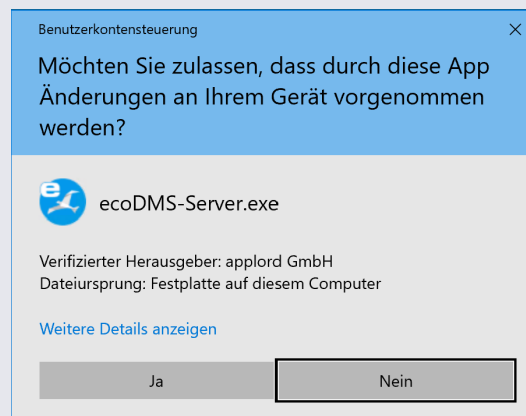 Benutzerkontensteuerung
Möchten Sie zulassen, dass durch diese App
Änderungen an Ihrem Gerät vorgenommen
werden?
e
ecoDMS-Server.exe
Verifizierter Herausgeber: applord GmbH
Dateiursprung: Festplatte auf diesem Computer
Weitere Details anzeigen
Ja
Nein